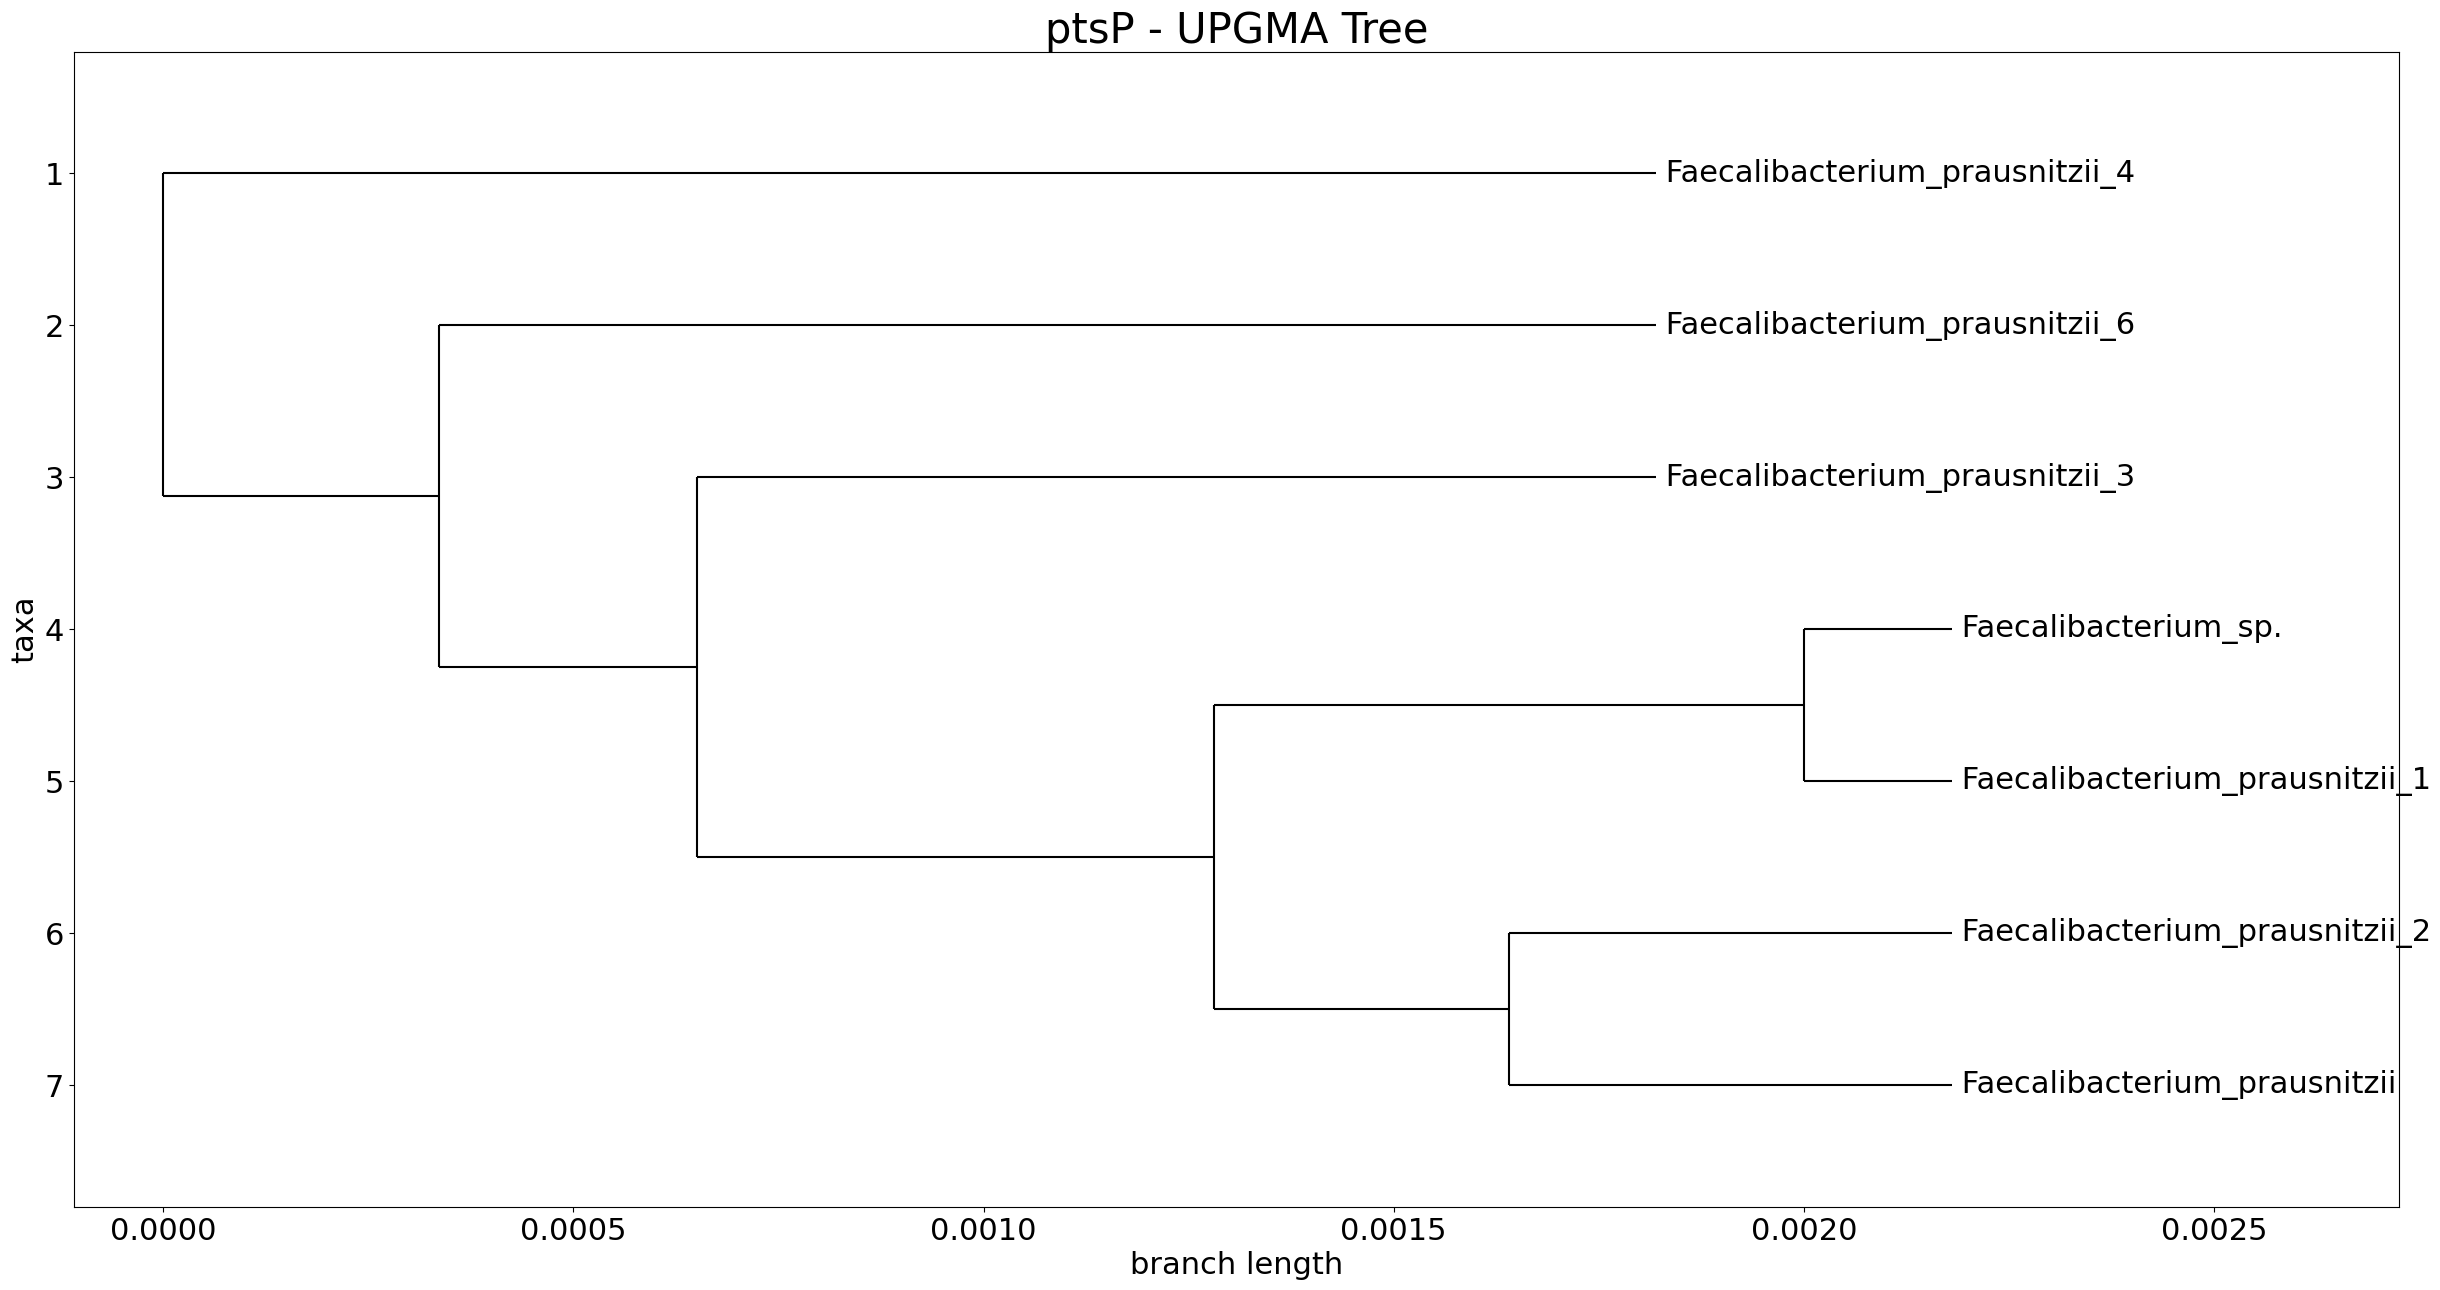 ptsP - UPGMA Tree
1
Faecalibacterium_prausnitzii_4
2
Faecalibacterium_prausnitzii_6
3
Faecalibacterium_prausnitzii_3
taxa
4
Faecalibacterium_sp.
5
Faecalibacterium_prausnitzii_1
6
Faecalibacterium_prausnitzii_2
7
Faecalibacterium_prausnitzii
0.0000 0.0005 0.0010 0.0015 0.0020 0.0025
branch length